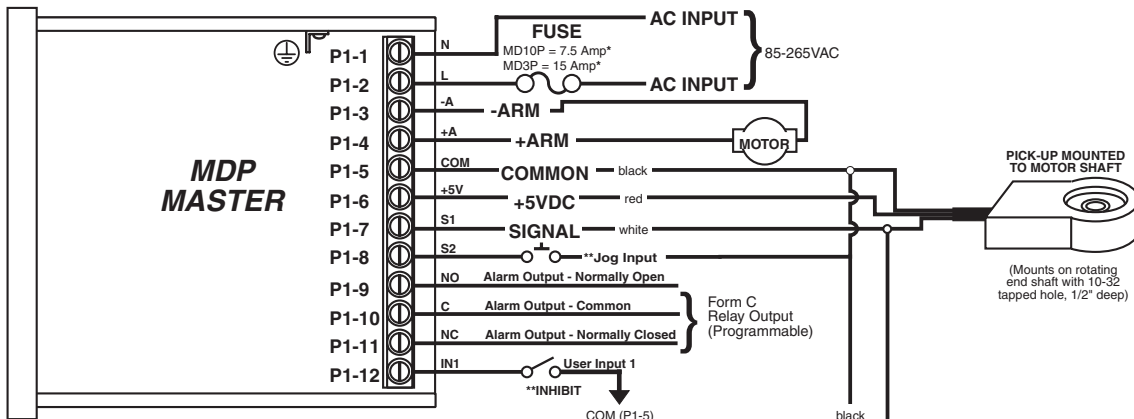 MDP
MASTER
P1-1 N AC INPUT
FUSE
MD10P = 7.5 Amp*
MD3P = 15 Amp*
85-265VAC
P1-2 L AC INPUT
P1-3 -A -ARM
P1-4 +A +ARM MOTOR
P1-5 COM COMMON black
P1-6 +5V +5VDC red
P1-7 S1 SIGNAL white
P1-8 S2 **Jog Input
P1-9 NO Alarm Output - Normally Open
P1-10 C Alarm Output - Common
P1-11 NC Alarm Output - Normally Closed
Form C
Relay Output
(Programmable)
P1-12 IN1 User Input 1
**INHIBIT
COM (P1-5)
black
PICK-UP MOUNTED
TO MOTOR SHAFT
(Mounts on rotating
end shaft with 10-32
tapped hole, 1/2" deep)